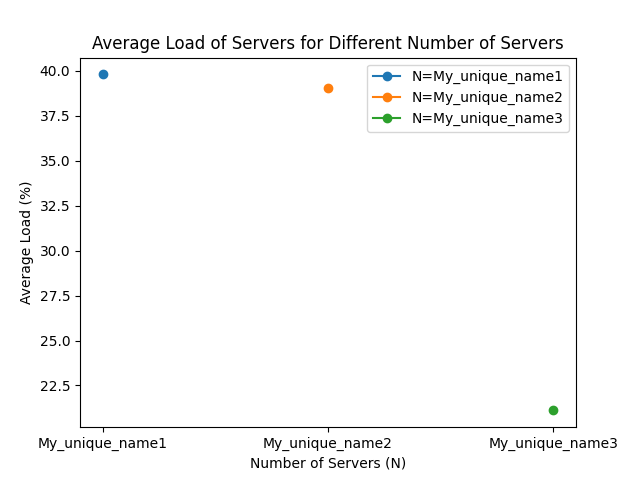 Average Load of Servers for Different Number of Servers
N=My_unique_name1
N=My_unique_name2
N=My_unique_name3
Average Load (%)
40.0
37.5
35.0
32.5
30.0
27.5
25.0
22.5
My_unique_name1
My_unique_name2
My_unique_name3
Number of Servers (N)